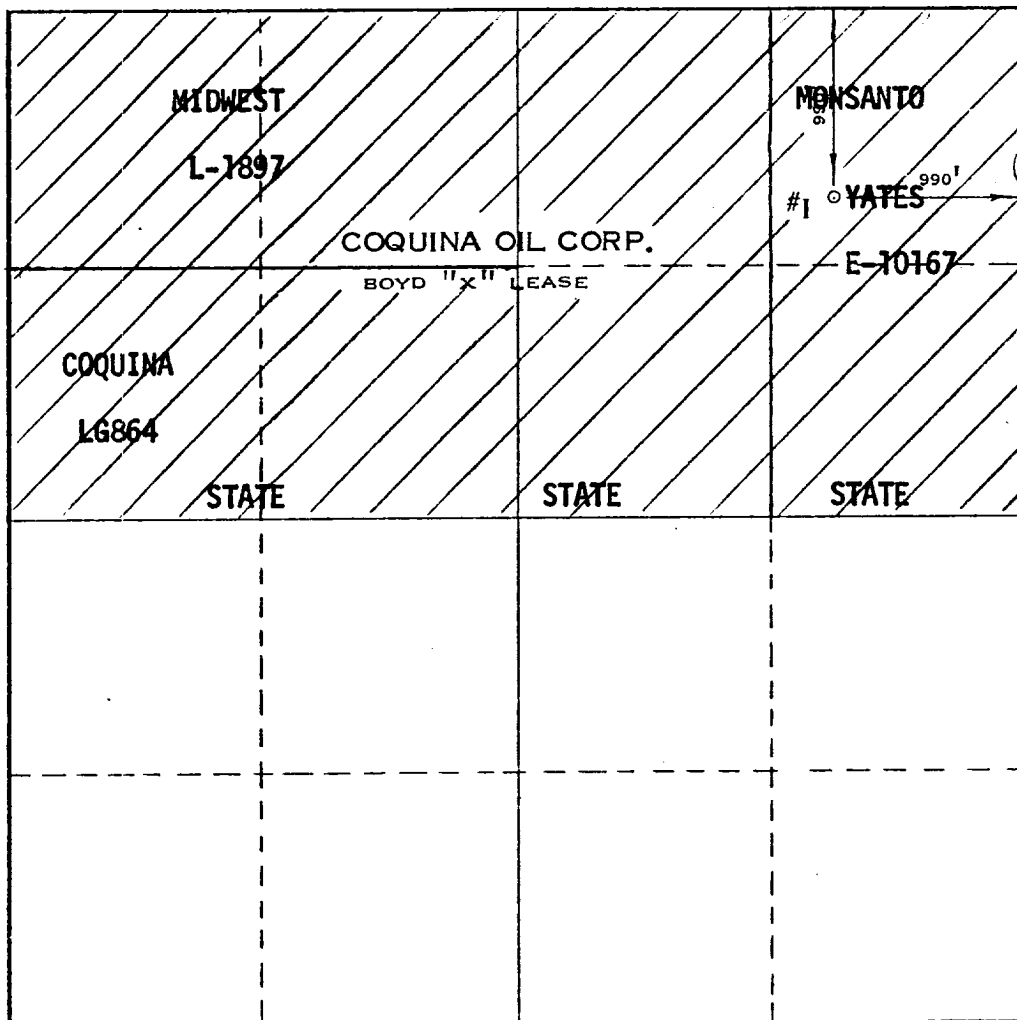 MIDWEST
L-1897
MONSANTO
990'
#1 YATES
E-10167
COQUINA OIL CORP.
BOYD "X" LEASE
COQUINA
LG864
STATE STATE STATE